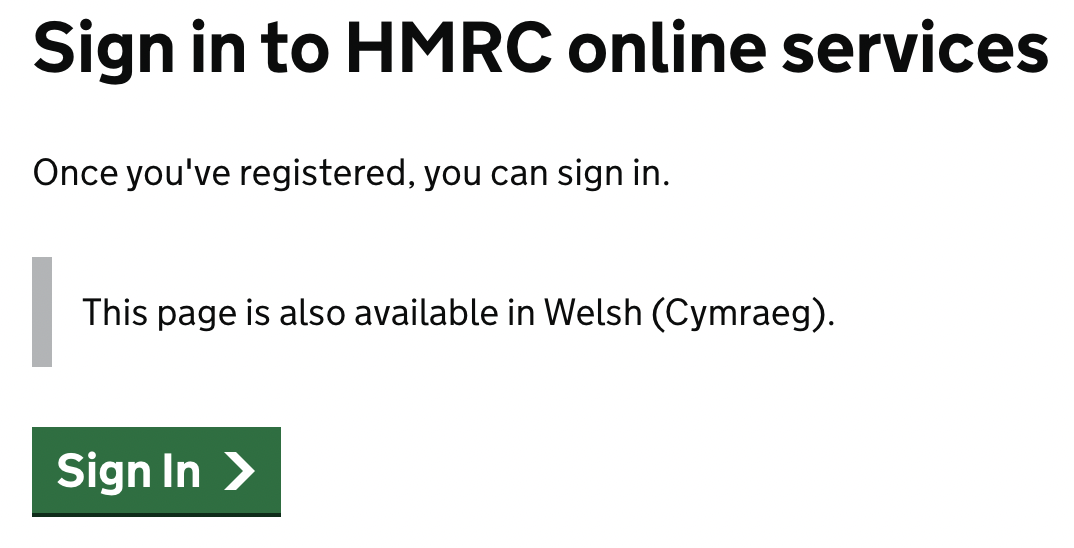 Sign in to HMRC online services
Once you've registered, you can sign in.
This page is also available in Welsh (Cymraeg).
Sign In